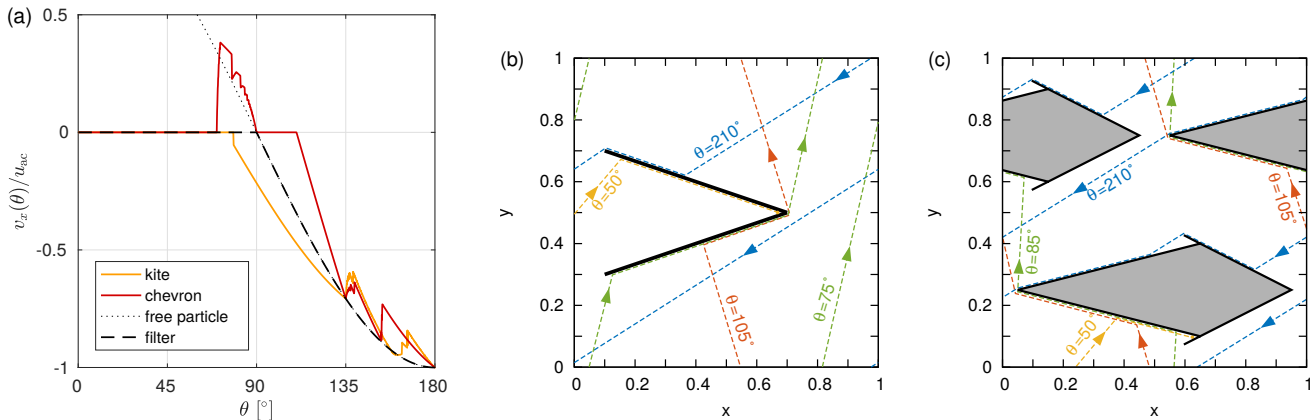 (a)
0.5
0
-0.5
-1
v_x(θ)/u_ac
kite
chevron
free particle
filter
0 45 90 135 180
θ [°]
(b)
1
0.8
0.6
0.4
0.2
0
y
θ=50°
θ=210°
θ=105°
θ=75°
0 0.2 0.4 0.6 0.8 1
x
(c)
1
0.8
0.6
0.4
0.2
0
y
θ=210°
θ=105°
θ=85°
θ=50
0 0.2 0.4 0.6 0.8 1
x